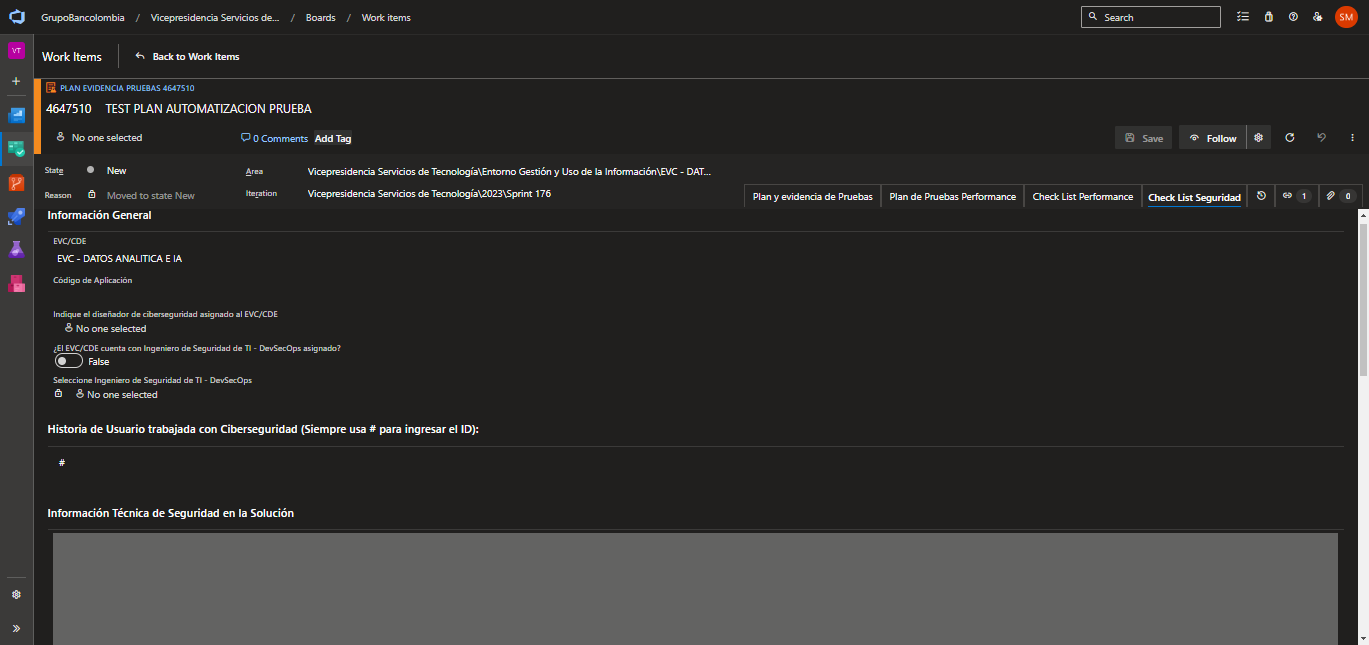 GrupoBancolombia / Vicepresidencia Servicios de... / Boards / Work items
Search
SM
VT
Work Items
Back to Work Items
PLAN EVIDENCIA PRUEBAS 4647510
4647510 TEST PLAN AUTOMATIZACION PRUEBA
No one selected
0 Comments
Add Tag
Save
Follow
State New
Area Vicepresidencia Servicios de Tecnología\Entorno Gestión y Uso de la Información\EVC - DAT...
Reason Moved to state New
Iteration Vicepresidencia Servicios de Tecnología\2023\Sprint 176
Plan y evidencia de Pruebas
Plan de Pruebas Performance
Check List Performance
Check List Seguridad
1
0
Información General
EVC/CDE
EVC - DATOS ANALITICA E IA
Código de Aplicación
Indique el diseñador de ciberseguridad asignado al EVC/CDE
No one selected
¿El EVC/CDE cuenta con Ingeniero de Seguridad de TI - DevSecOps asignado?
False
Seleccione Ingeniero de Seguridad de TI - DevSecOps
No one selected
Historia de Usuario trabajada con Ciberseguridad (Siempre usa # para ingresar el ID):
#
Información Técnica de Seguridad en la Solución